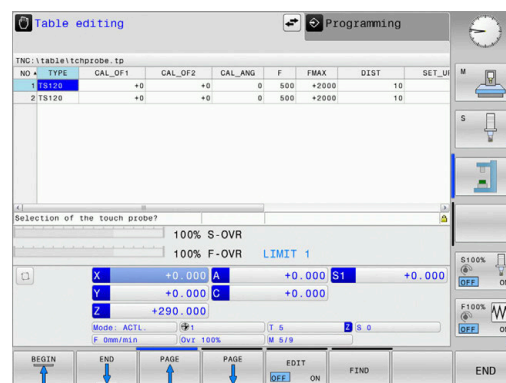 Table editing
Programming
TNC:\table\tchprobe.tp
NO TYPE CAL_OF1 CAL_OF2 CAL_ANG F FMAX DIST SET_UI
1 TS120 +0 +0 0 500 +2000 10
2 TS120 +0 +0 0 500 +2000 10
Selection of the touch probe?
100% S-OVR
100% F-OVR LIMIT 1
X +0.000 A +0.000 S1 +0.000
Y +0.000 C +0.000
Z +290.000
Mode: ACTL. 1 T 5 Z S 0
F 0mm/min Ovr 100% M 5/9
M
S
S100%
OFF ON
F100%
OFF ON
BEGIN END PAGE PAGE EDIT FIND END
OFF ON